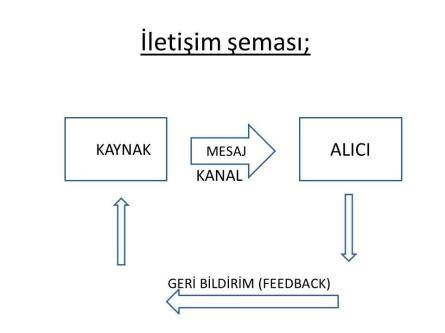 İletişim şeması;
KAYNAK
MESAJ
KANAL
ALICI
GERİ BİLDİRİM (FEEDBACK)